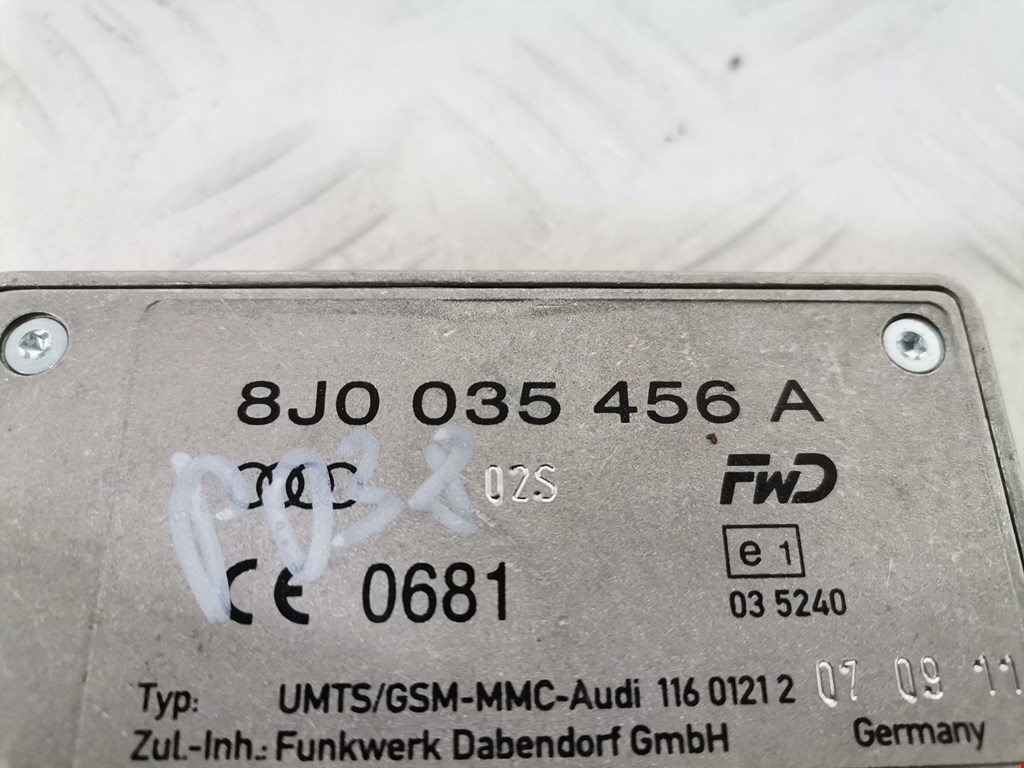 8J0 035 456 A
02S FWD
e 1
CE 0681 03 5240
Typ: UMTS/GSM-MMC-Audi 116 0121 2 07 09 11
Zul.-Inh.: Funkwerk Dabendorf GmbH Germany